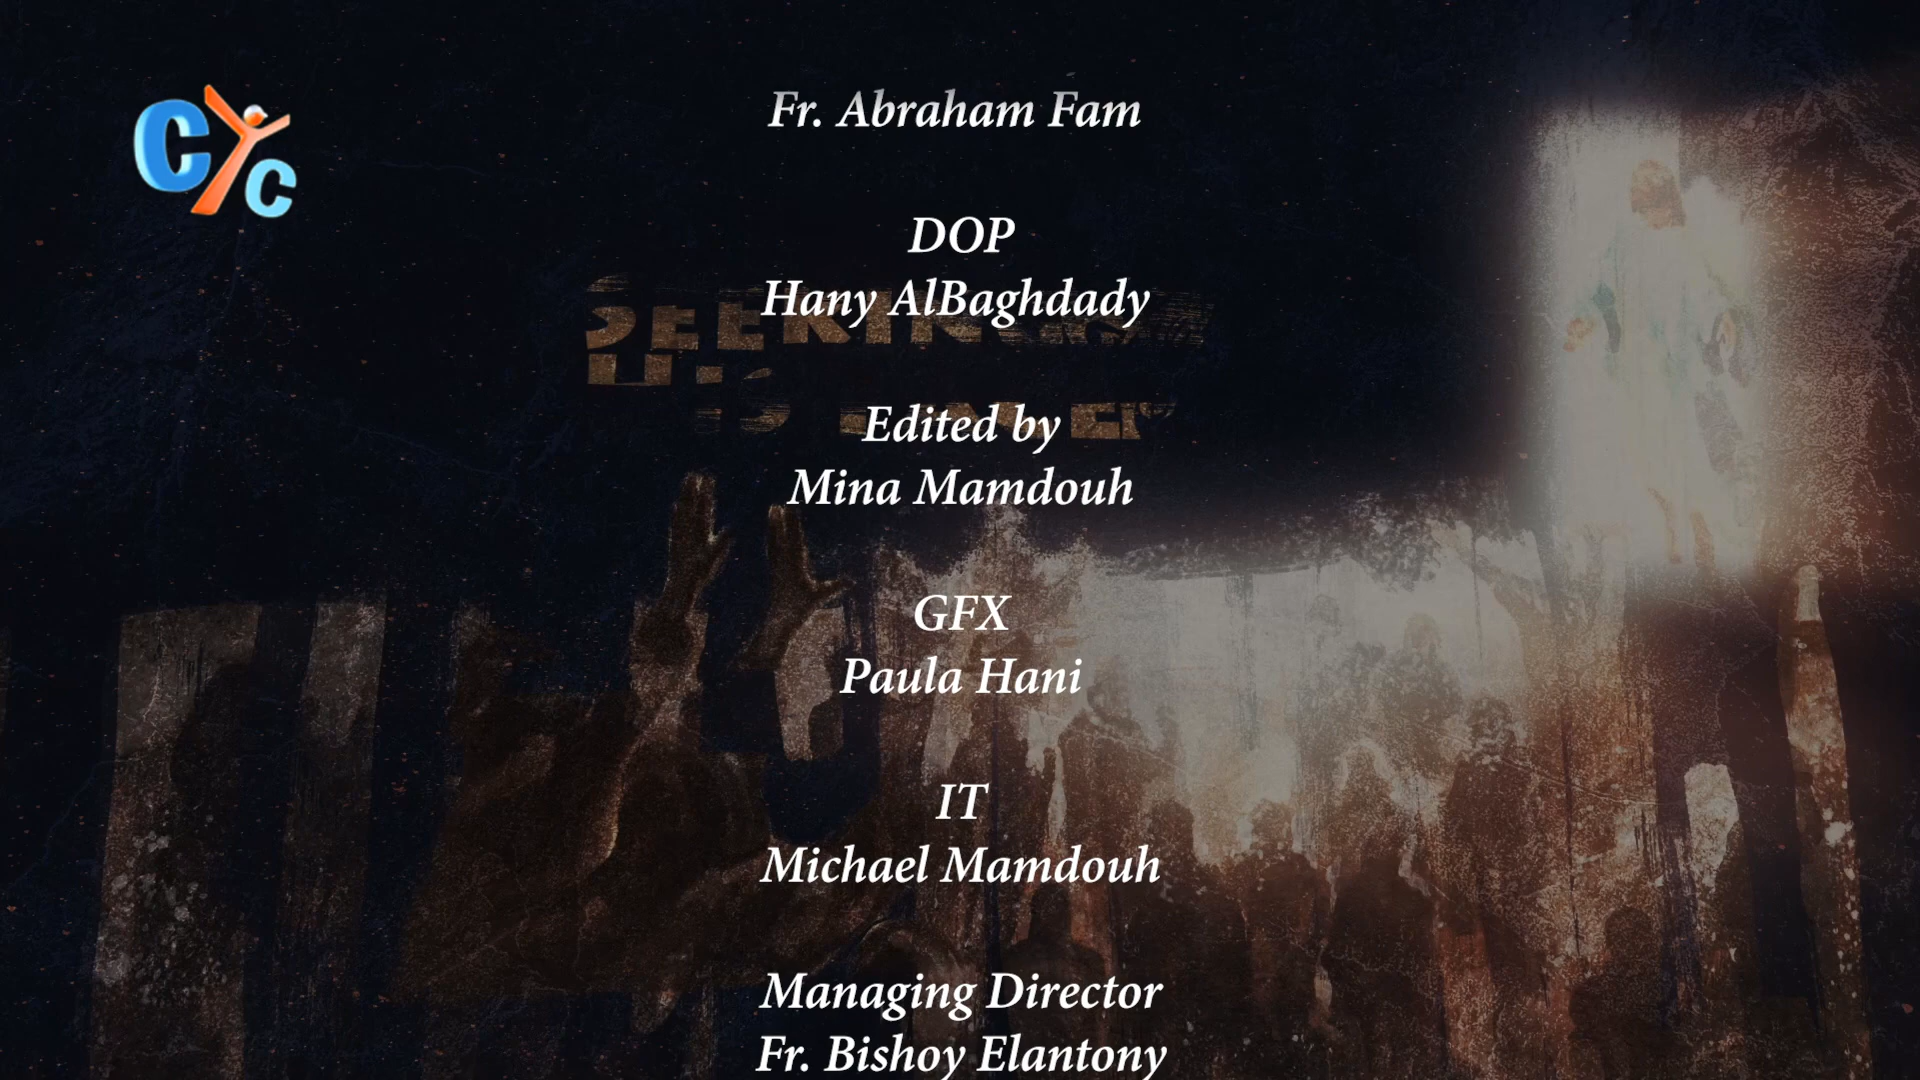 CYC
Fr. Abraham Fam
DOP
Hany AlBaghdady
Edited by
Mina Mamdouh
GFX
Paula Hani
IT
Michael Mamdouh
Managing Director
Fr. Bishoy Elantony